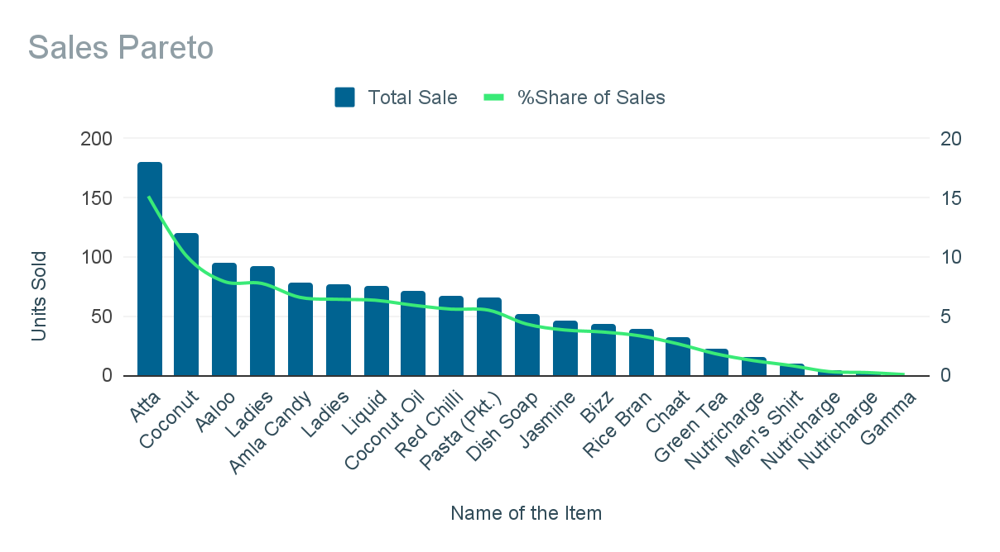 Sales Pareto
Total Sale
%Share of Sales
200
150
100
50
0
20
15
10
5
0
Units Sold
Atta
Coconut
Aaloo
Ladies
Amla Candy
Ladies
Liquid
Coconut Oil
Red Chilli
Pasta (Pkt.)
Dish Soap
Jasmine
Bizz
Rice Bran
Chaat
Green Tea
Nutricharge
Men's Shirt
Nutricharge
Nutricharge
Gamma
Name of the Item